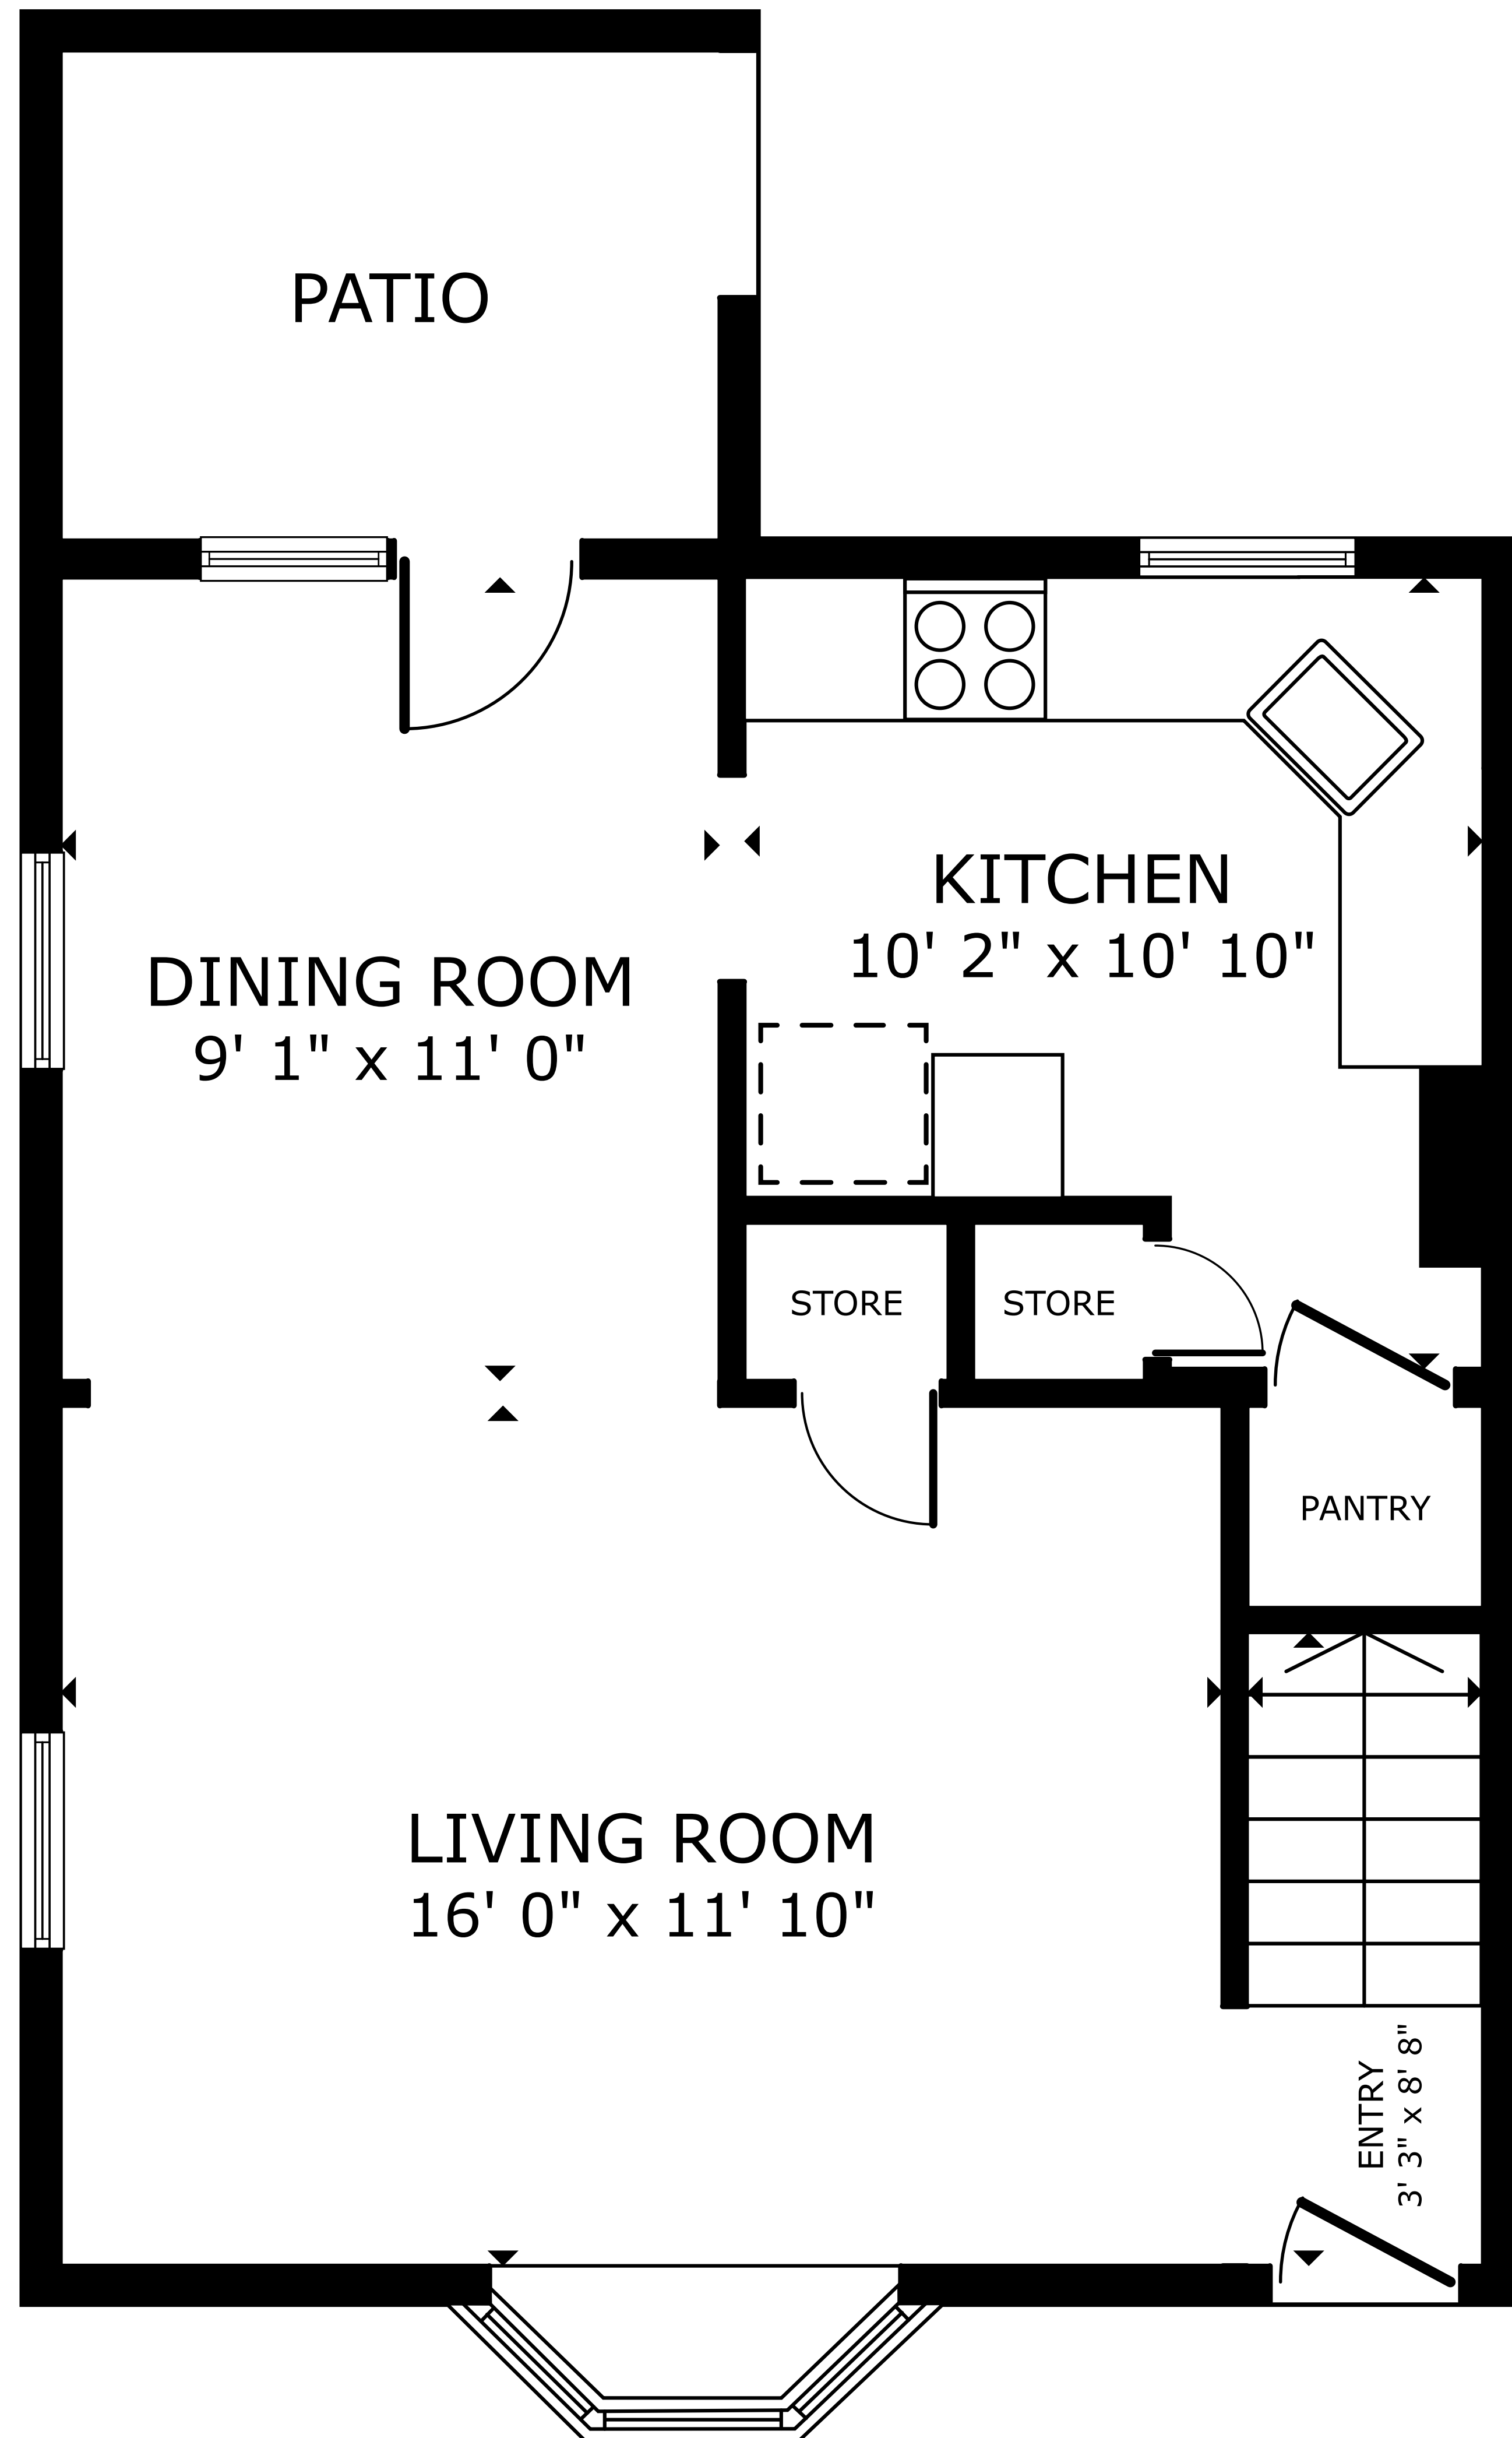 PATIO
KITCHEN
10' 2" x 10' 10"
DINING ROOM
9' 1" x 11' 0"
STORE
STORE
PANTRY
LIVING ROOM
16' 0" x 11' 10"
ENTRY
3' 3" x 8' 8"